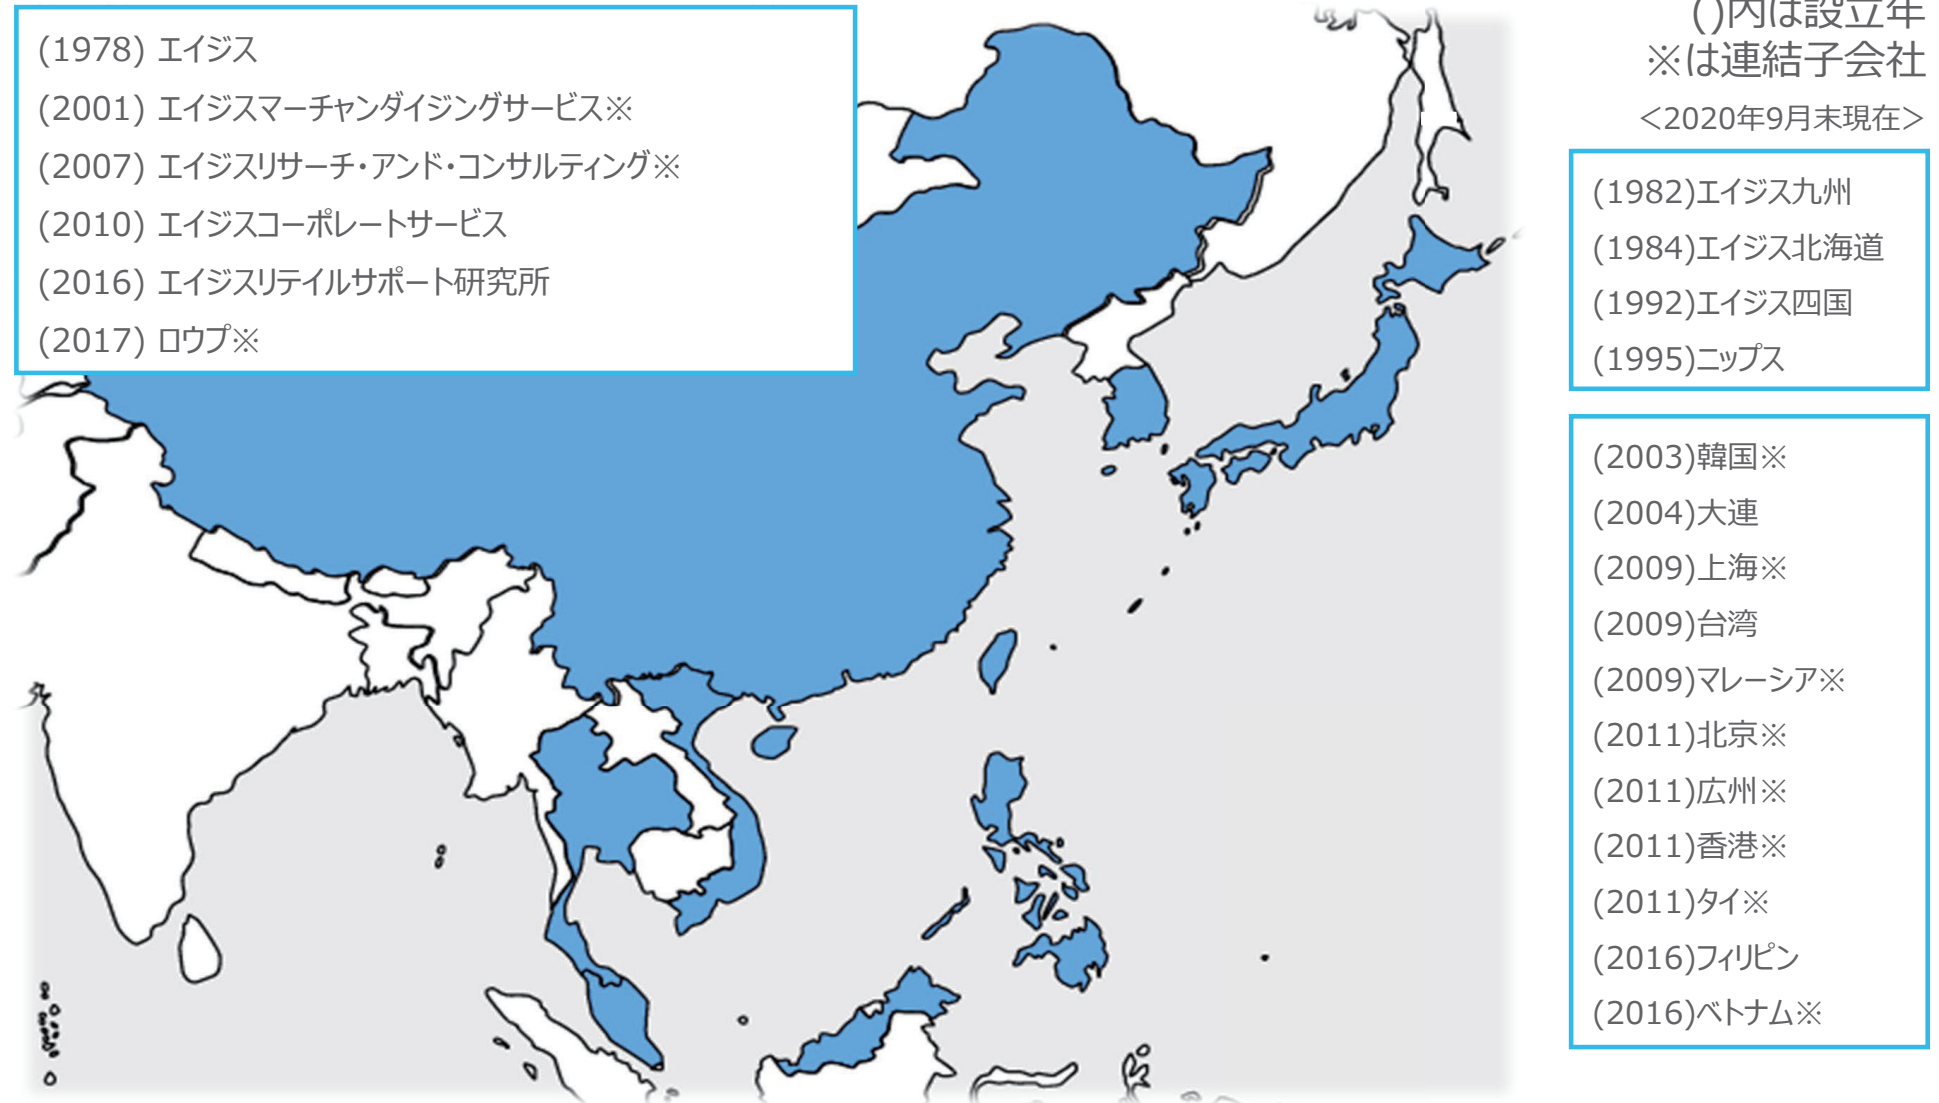 (1978) エイジス
(2001) エイジスマーチャンダイジングサービス※
(2007) エイジスリサーチ・アンド・コンサルティング※
(2010) エイジスコーポレートサービス
(2016) エイジスリテイルサポート研究所
(2017) ロウプ※
()内は設立年
※は連結子会社
<2020年9月末現在>
(1982)エイジス九州
(1984)エイジス北海道
(1992)エイジス四国
(1995)ニップス
(2003)韓国※
(2004)大連
(2009)上海※
(2009)台湾
(2009)マレーシア※
(2011)北京※
(2011)広州※
(2011)香港※
(2011)タイ※
(2016)フィリピン
(2016)ベトナム※